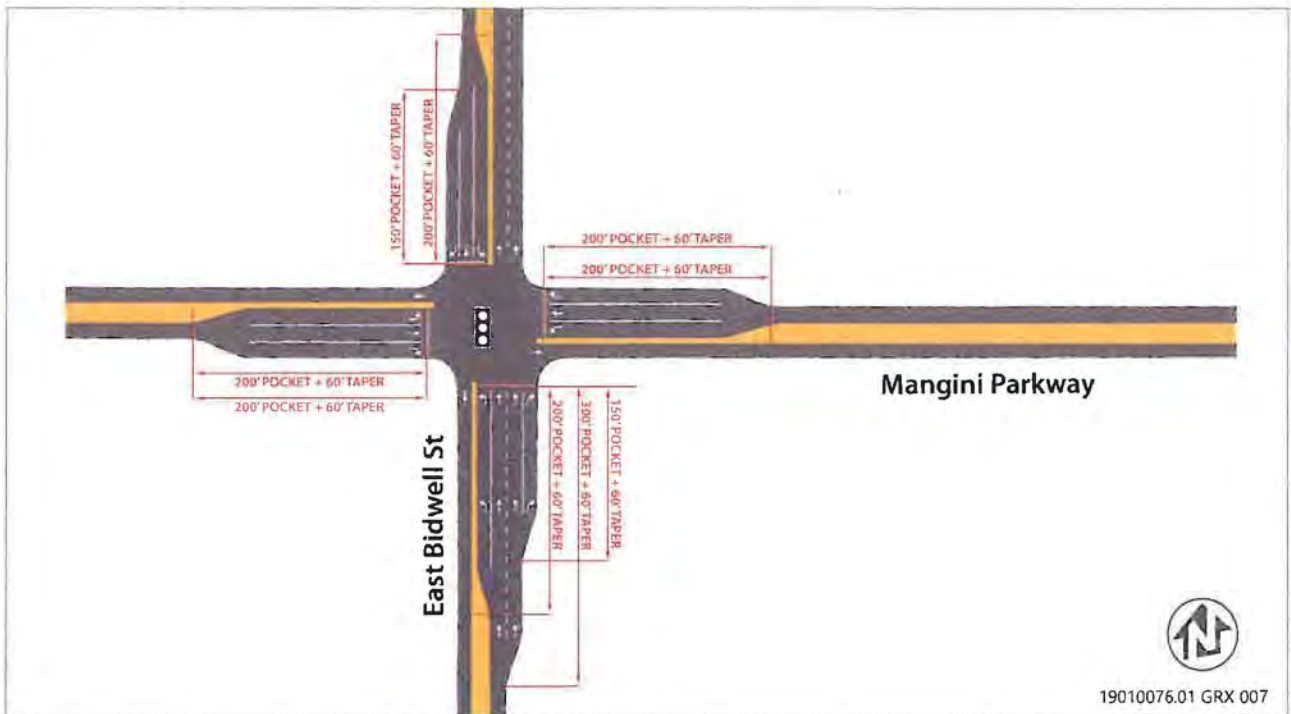 150' POCKET + 60' TAPER
200' POCKET + 60' TAPER
200' POCKET + 60' TAPER
200' POCKET + 60' TAPER
200' POCKET + 60' TAPER
200' POCKET + 60' TAPER
Mangini Parkway
East Bidwell St
200' POCKET + 60' TAPER
300' POCKET + 60' TAPER
150' POCKET + 60' TAPER
N
19010076.01 GRX 007